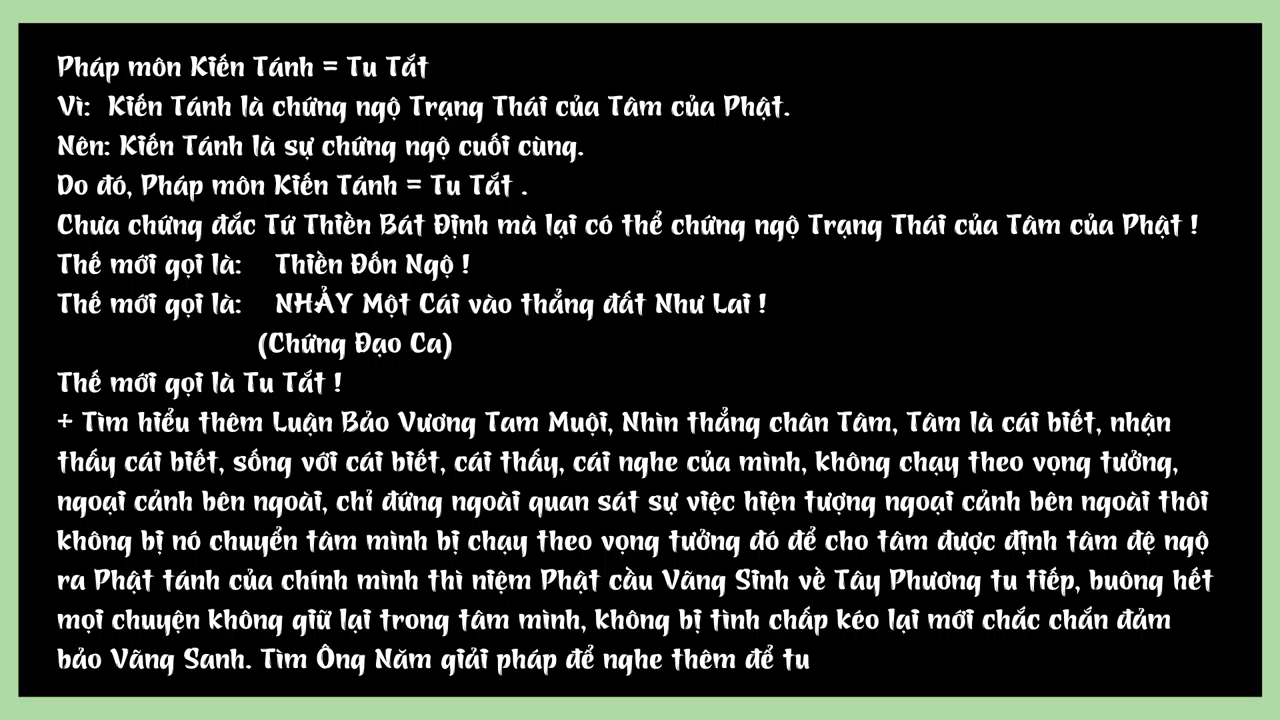 Pháp môn Kiến Tánh = Tu Tắt
Vì: Kiến Tánh là chứng ngộ Trạng Thái của Tâm của Phật.
Nên: Kiến Tánh là sự chứng ngộ cuối cùng.
Do đó, Pháp môn Kiến Tánh = Tu Tắt .
Chưa chứng đắc Tứ Thiền Bát Định mà lại có thể chứng ngộ Trạng Thái của Tâm của Phật !
Thế mới gọi là: Thiền Đốn Ngộ !
Thế mới gọi là: NHẢY Một Cái vào thẳng đất Như Lai !
(Chứng Đạo Ca)
Thế mới gọi là Tu Tắt !
+ Tìm hiểu thêm Luận Bảo Vương Tam Muội, Nhìn thẳng chân Tâm, Tâm là cái biết, nhận
thấy cái biết, sống với cái biết, cái thấy, cái nghe của mình, không chạy theo vọng tưởng,
ngoại cảnh bên ngoài, chỉ đứng ngoài quan sát sự việc hiện tượng ngoại cảnh bên ngoài thôi
không bị nó chuyển tâm mình bị chạy theo vọng tưởng đó để cho tâm được định tâm đệ ngộ
ra Phật tánh của chính mình thì niệm Phật cầu Vãng Sinh về Tây Phương tu tiếp, buông hết
mọi chuyện không giữ lại trong tâm mình, không bị tình chấp kéo lại mới chắc chắn đảm
bảo Vãng Sanh. Tìm Ông Năm giải pháp để nghe thêm để tu